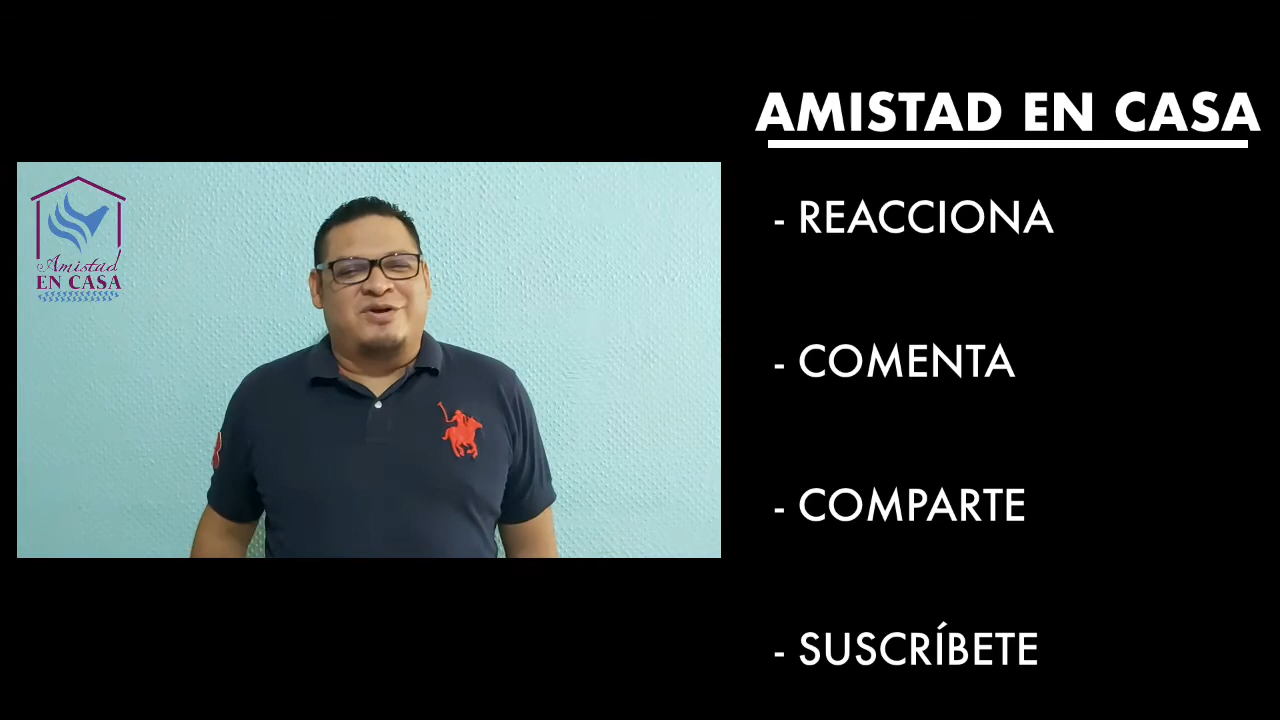 Amistad
EN CASA
AMISTAD EN CASA
- REACCIONA
- COMENTA
- COMPARTE
- SUSCRÍBETE